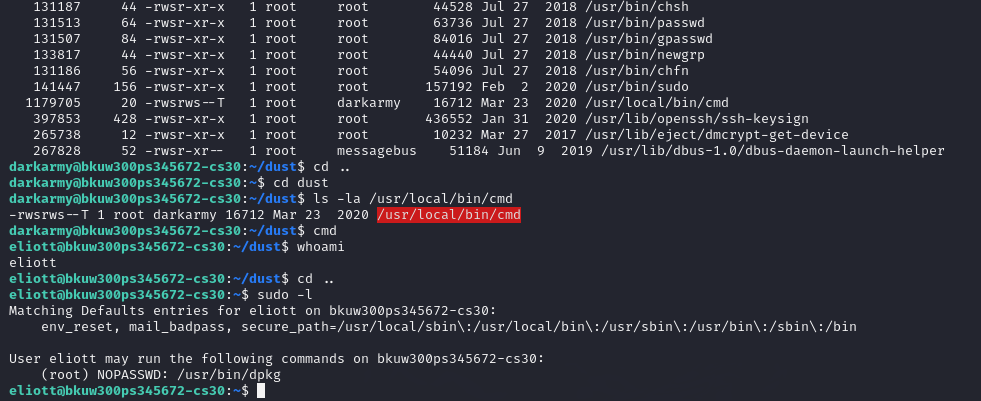 131187     44 -rwsr-xr-x   1 root     root        44528 Jul 27  2018 /usr/bin/chsh
131513     64 -rwsr-xr-x   1 root     root        63736 Jul 27  2018 /usr/bin/passwd
131507     84 -rwsr-xr-x   1 root     root        84016 Jul 27  2018 /usr/bin/gpasswd
133817     44 -rwsr-xr-x   1 root     root        44440 Jul 27  2018 /usr/bin/newgrp
131186     56 -rwsr-xr-x   1 root     root        54096 Jul 27  2018 /usr/bin/chfn
141447    156 -rwsr-xr-x   1 root     root       157192 Feb  2  2020 /usr/bin/sudo
1179705     20 -rwsrws--T   1 root     darkarmy    16712 Mar 23  2020 /usr/local/bin/cmd
397853    428 -rwsr-xr-x   1 root     root       436552 Jan 31  2020 /usr/lib/openssh/ssh-keysign
265738     12 -rwsr-xr-x   1 root     root        10232 Mar 27  2017 /usr/lib/eject/dmcrypt-get-device
267828     52 -rwsr-xr--   1 root     messagebus    51184 Jun  9  2019 /usr/lib/dbus-1.0/dbus-daemon-launch-helper
darkarmy@bkuw300ps345672-cs30:~/dust$ cd ..
darkarmy@bkuw300ps345672-cs30:~$ cd dust
darkarmy@bkuw300ps345672-cs30:~/dust$ ls -la /usr/local/bin/cmd
-rwsrws--T 1 root darkarmy 16712 Mar 23  2020 /usr/local/bin/cmd
darkarmy@bkuw300ps345672-cs30:~/dust$ cmd
eliott@bkuw300ps345672-cs30:~/dust$ whoami
eliott
eliott@bkuw300ps345672-cs30:~/dust$ cd ..
eliott@bkuw300ps345672-cs30:~$ sudo -l
Matching Defaults entries for eliott on bkuw300ps345672-cs30:
    env_reset, mail_badpass, secure_path=/usr/local/sbin\:/usr/local/bin\:/usr/sbin\:/usr/bin\:/sbin\:/bin

User eliott may run the following commands on bkuw300ps345672-cs30:
    (root) NOPASSWD: /usr/bin/dpkg
eliott@bkuw300ps345672-cs30:~$